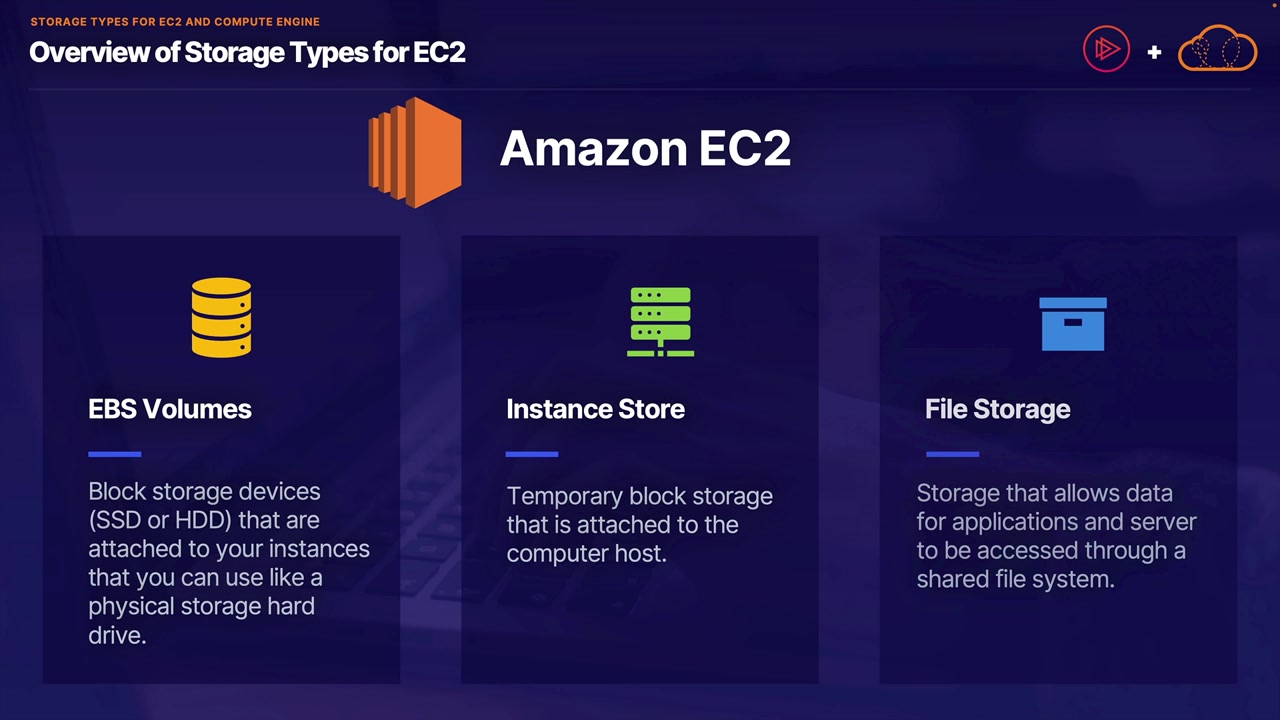 STORAGE TYPES FOR EC2 AND COMPUTE ENGINE
Overview of Storage Types for EC2
+
Amazon EC2
EBS Volumes
Block storage devices
(SSD or HDD) that are
attached to your instances
that you can use like a
physical storage hard
drive.
Instance Store
Temporary block storage
that is attached to the
computer host.
File Storage
Storage that allows data
for applications and server
to be accessed through a
shared file system.